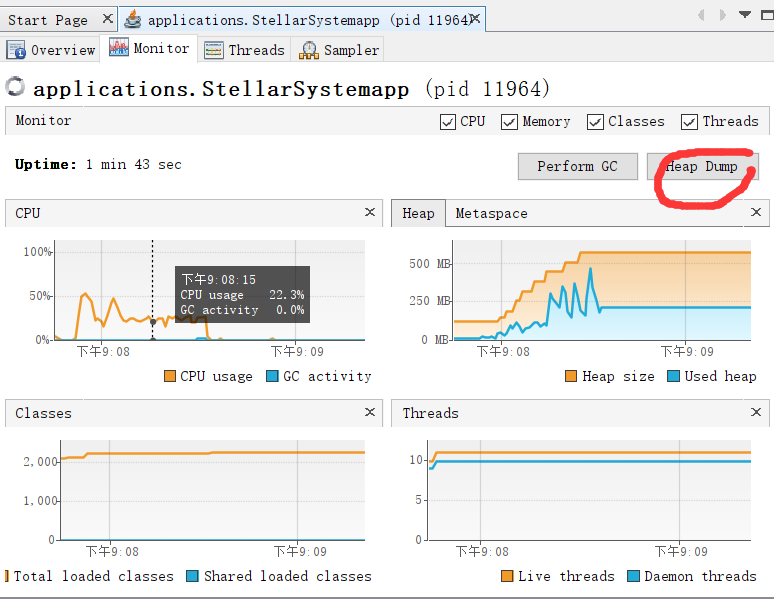 Start Page applications.StellarSystemapp (pid 11964)
Overview Monitor Threads Sampler
applications.StellarSystemapp (pid 11964)
Monitor CPU Memory Classes Threads
Uptime: 1 min 43 sec Perform GC Heap Dump
CPU
100%
50%
0%
下午9:08:15
CPU usage 22.3%
GC activity 0.0%
下午9:08 下午9:09
CPU usage GC activity
Heap Metaspace
500 MB
250 MB
0 MB
下午9:08 下午9:09
Heap size Used heap
Classes
2,000
1,000
0
下午9:08 下午9:09
Total loaded classes Shared loaded classes
Threads
10
5
0
下午9:08 下午9:09
Live threads Daemon threads